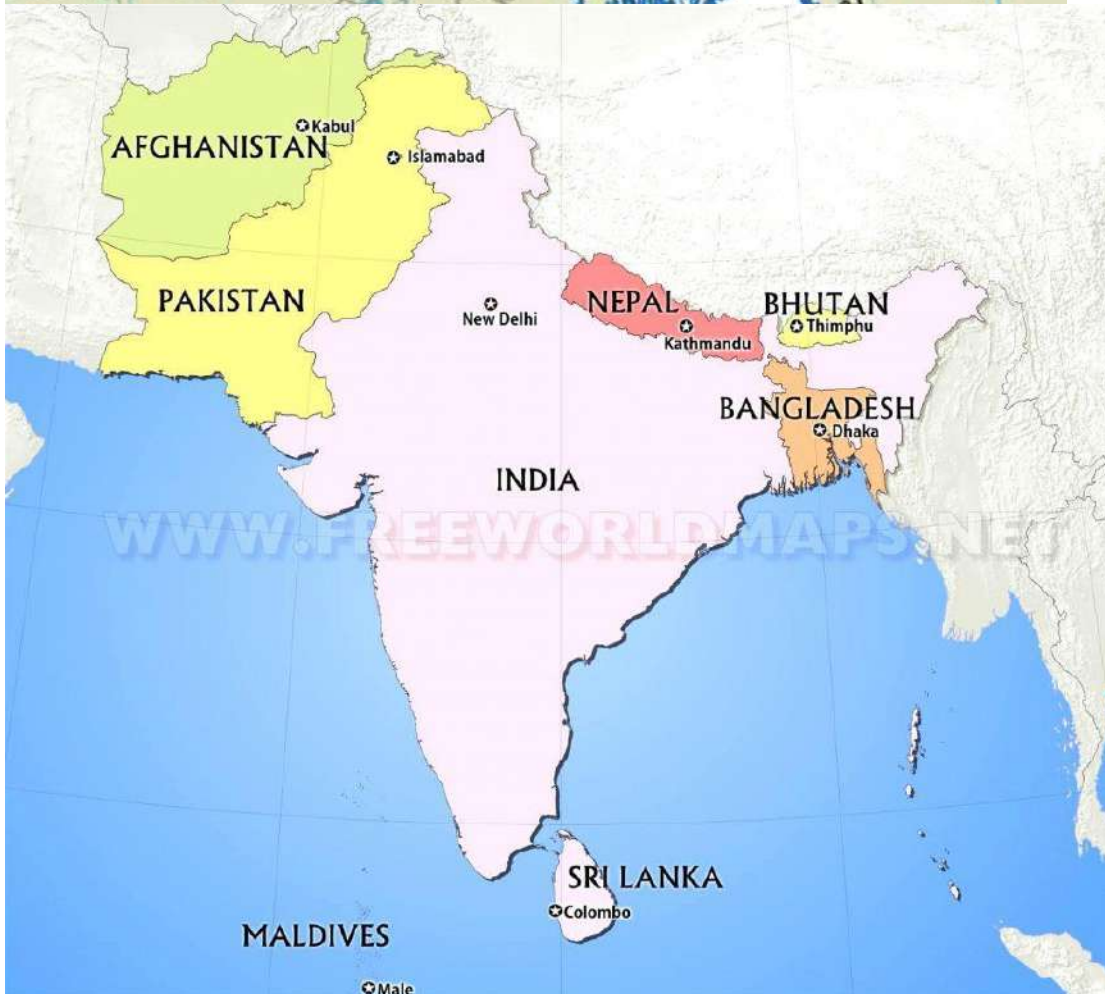 Kabul
AFGHANISTAN
Islamabad
PAKISTAN
New Delhi
NEPAL
Kathmandu
BHUTAN
Thimphu
BANGLADESH
Dhaka
INDIA
WWW.FREEWORLDMAPS.NET
SRI LANKA
Colombo
MALDIVES
Male